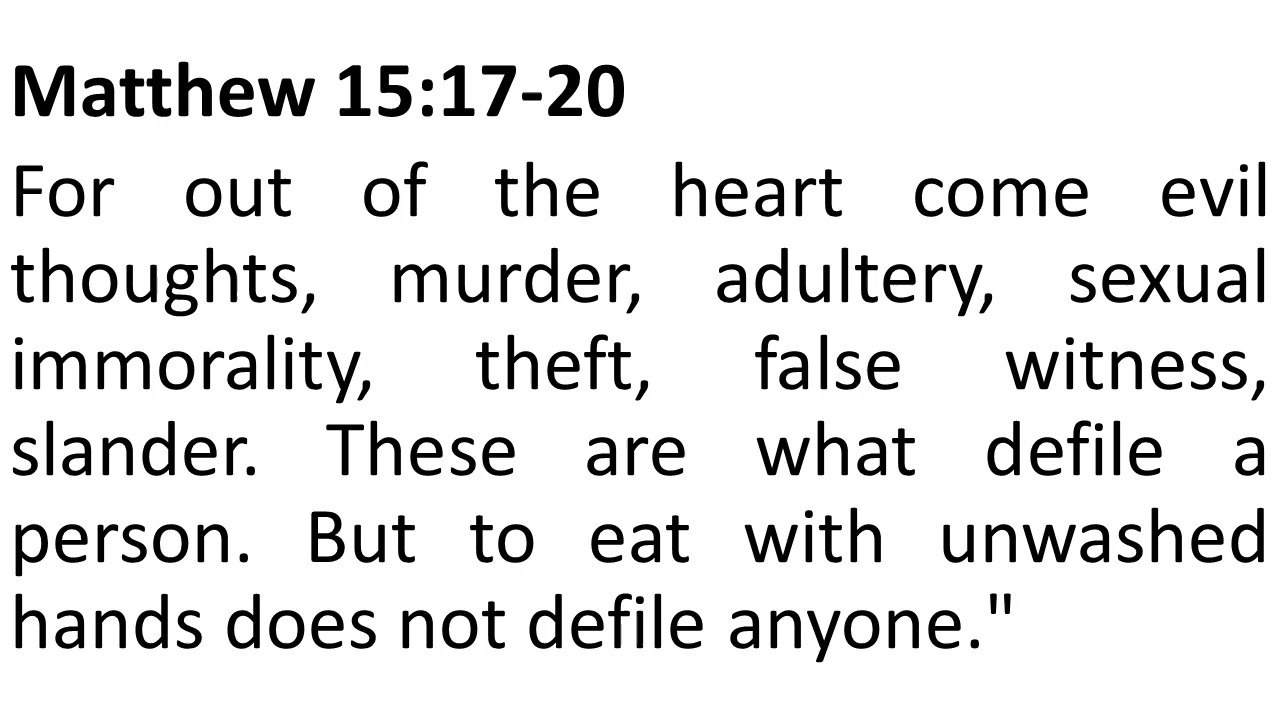 Matthew 15:17-20
For out of the heart come evil
thoughts, murder, adultery, sexual
immorality, theft, false witness,
slander. These are what defile a
person. But to eat with unwashed
hands does not defile anyone."